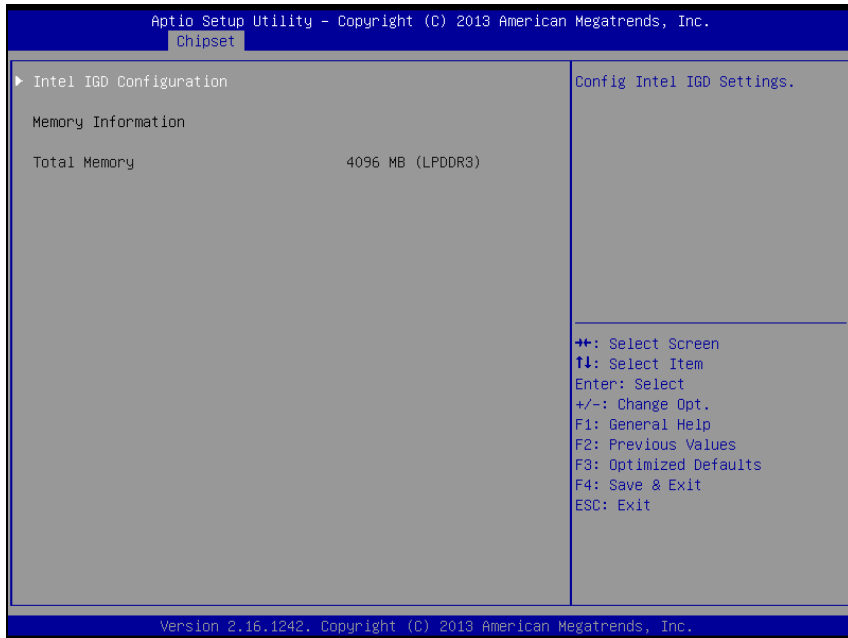 Aptio Setup Utility – Copyright (C) 2013 American Megatrends, Inc.
Chipset
Intel IGD Configuration
Memory Information
Total Memory 4096 MB (LPDDR3)
Config Intel IGD Settings.
→←: Select Screen
↑↓: Select Item
Enter: Select
+/-: Change Opt.
F1: General Help
F2: Previous Values
F3: Optimized Defaults
F4: Save & Exit
ESC: Exit
Version 2.16.1242. Copyright (C) 2013 American Megatrends, Inc.